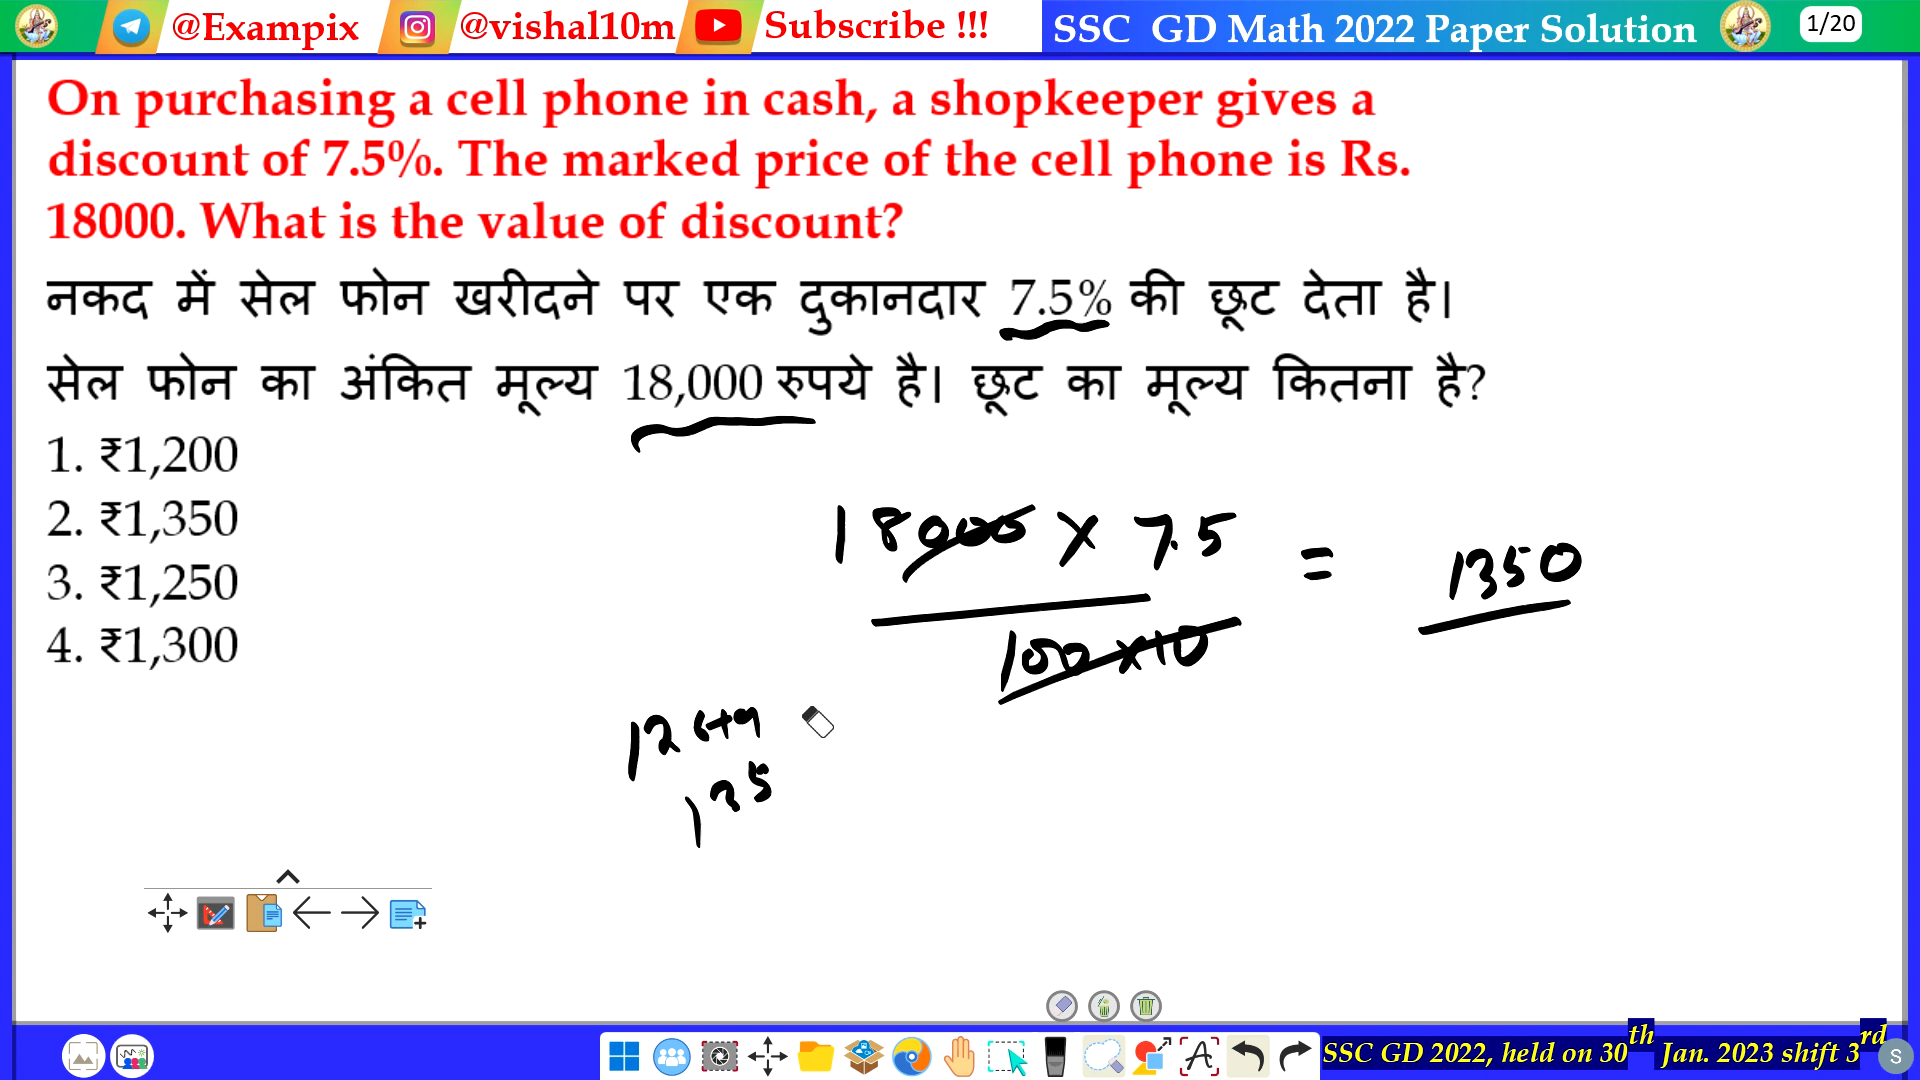 @Exampix @vishal10m Subscribe !!! SSC GD Math 2022 Paper Solution 1/20
On purchasing a cell phone in cash, a shopkeeper gives a
discount of 7.5%. The marked price of the cell phone is Rs.
18000. What is the value of discount?
नकद में सेल फोन खरीदने पर एक दुकानदार 7.5% की छूट देता है।
सेल फोन का अंकित मूल्य 18,000 रुपये है। छूट का मूल्य कितना है?
1. ₹1,200
2. ₹1,350
3. ₹1,250
4. ₹1,300
18000 x 7.5 = 1350
100 x 10
126+9
135
SSC GD 2022, held on 30th Jan. 2023 shift 3rd
S